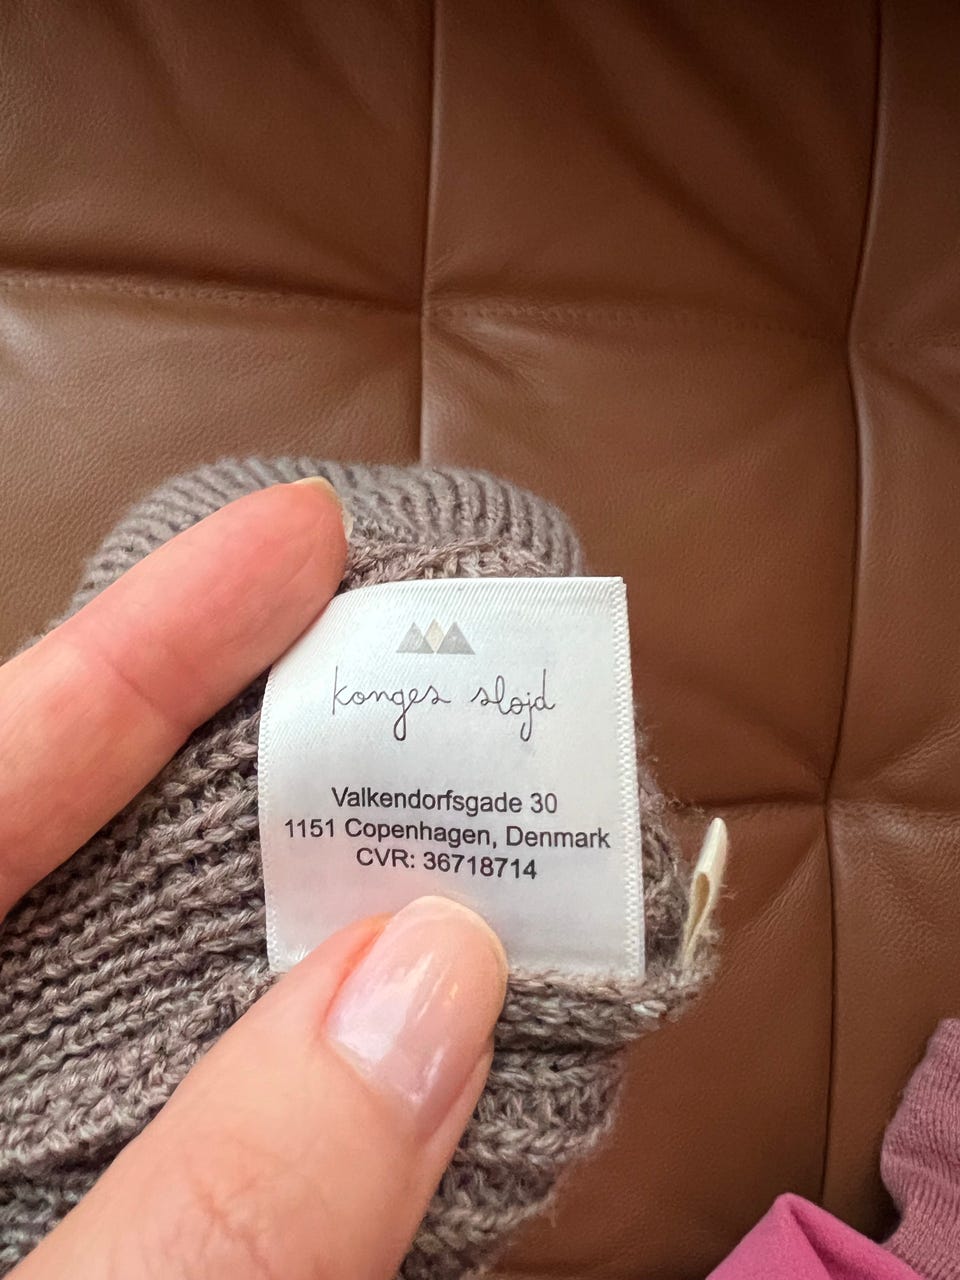 konges sløjd
Valkendorfsgade 30
1151 Copenhagen, Denmark
CVR: 36718714